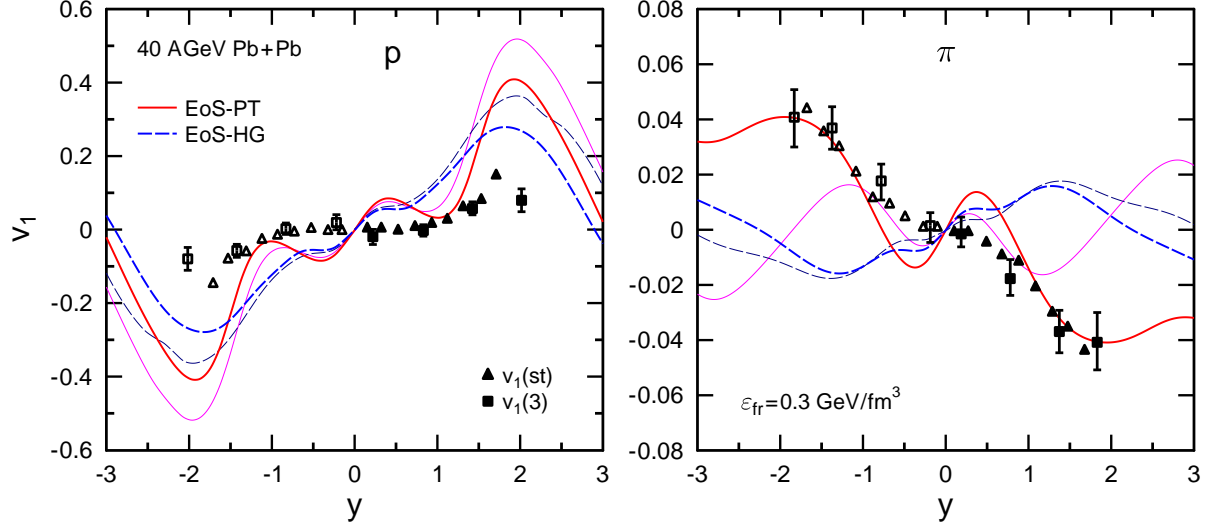 0.6
0.4
0.2
0
-0.2
-0.4
-0.6
v1
40 AGeV Pb+Pb
p
EoS-PT
EoS-HG
v1(st)
v1(3)
-3 -2 -1 0 1 2 3
y
0.08
0.06
0.04
0.02
0
-0.02
-0.04
-0.06
-0.08
π
εfr=0.3 GeV/fm³
-3 -2 -1 0 1 2 3
y